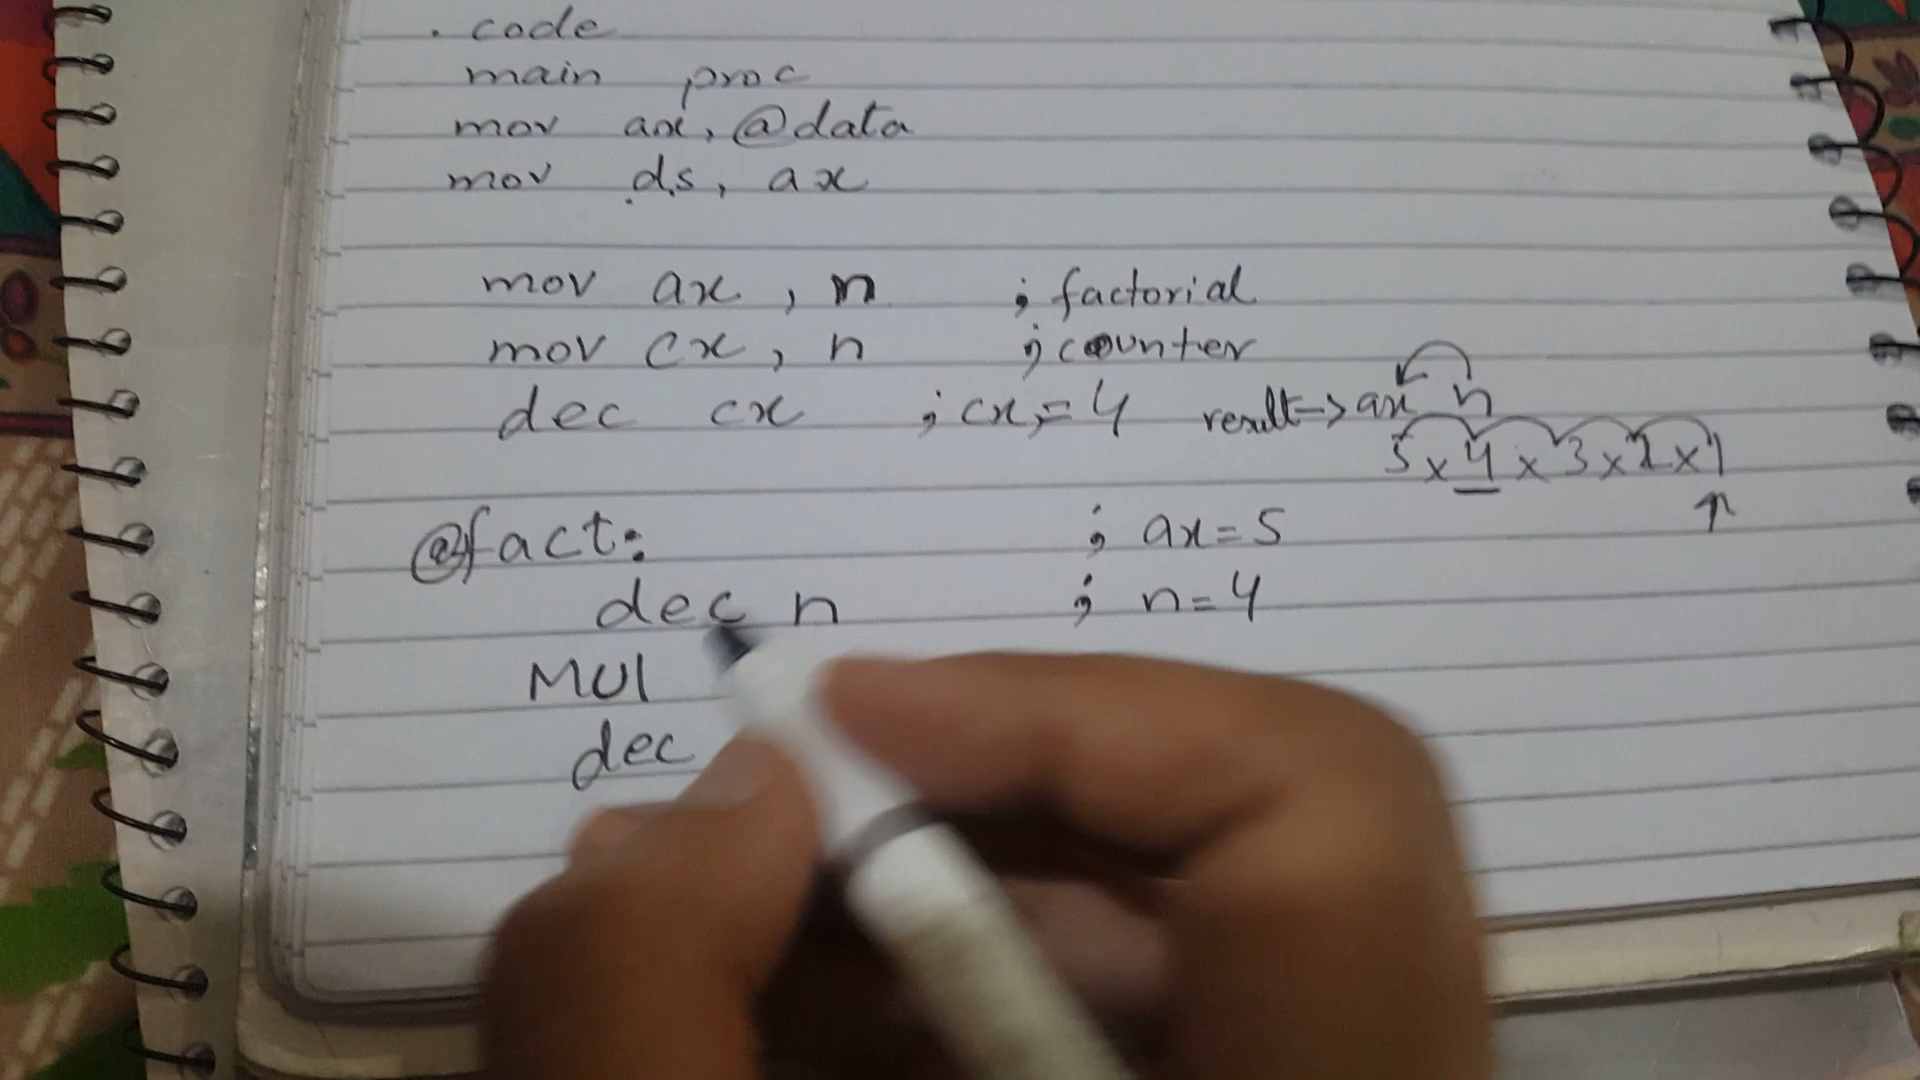 . code
main proc
mov ax, @data
mov ds, ax
mov ax, n ; factorial
mov cx, n ; counter
dec cx ; cx = 4 result -> ax n
5 x 4 x 3 x 2 x 1
@fact: ; ax = 5
dec n ; n = 4
MUl
dec